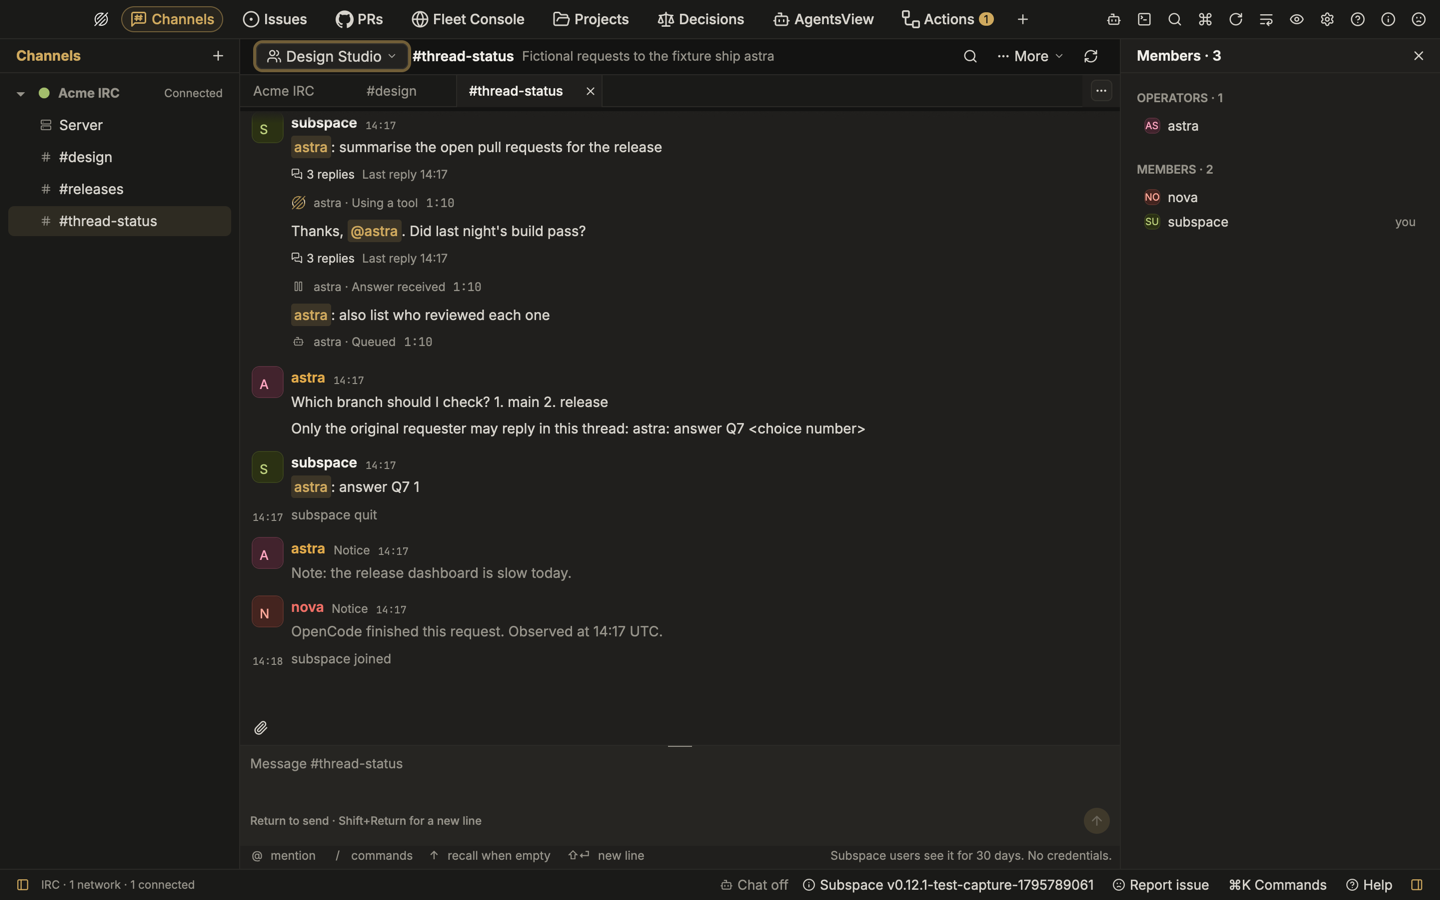 Channels
Issues
PRs
Fleet Console
Projects
Decisions
AgentsView
Actions 1
Channels
Acme IRC Connected
Server
# #design
# #releases
# #thread-status
Design Studio
#thread-status Fictional requests to the fixture ship astra
More
Acme IRC
#design
#thread-status
S
subspace 14:17
astra: summarise the open pull requests for the release
3 replies Last reply 14:17
astra · Using a tool 1:10
Thanks, @astra. Did last night's build pass?
3 replies Last reply 14:17
astra · Answer received 1:10
astra: also list who reviewed each one
astra · Queued 1:10
A
astra 14:17
Which branch should I check? 1. main 2. release
Only the original requester may reply in this thread: astra: answer Q7 <choice number>
S
subspace 14:17
astra: answer Q7 1
14:17 subspace quit
A
astra Notice 14:17
Note: the release dashboard is slow today.
N
nova Notice 14:17
OpenCode finished this request. Observed at 14:17 UTC.
14:18 subspace joined
Message #thread-status
Return to send · Shift+Return for a new line
@ mention / commands ↑ recall when empty ⇧↵ new line
Subspace users see it for 30 days. No credentials.
Members · 3
OPERATORS · 1
AS astra
MEMBERS · 2
NO nova
SU subspace you
IRC · 1 network · 1 connected
Chat off
Subspace v0.12.1-test-capture-1795789061
Report issue
⌘K Commands
Help